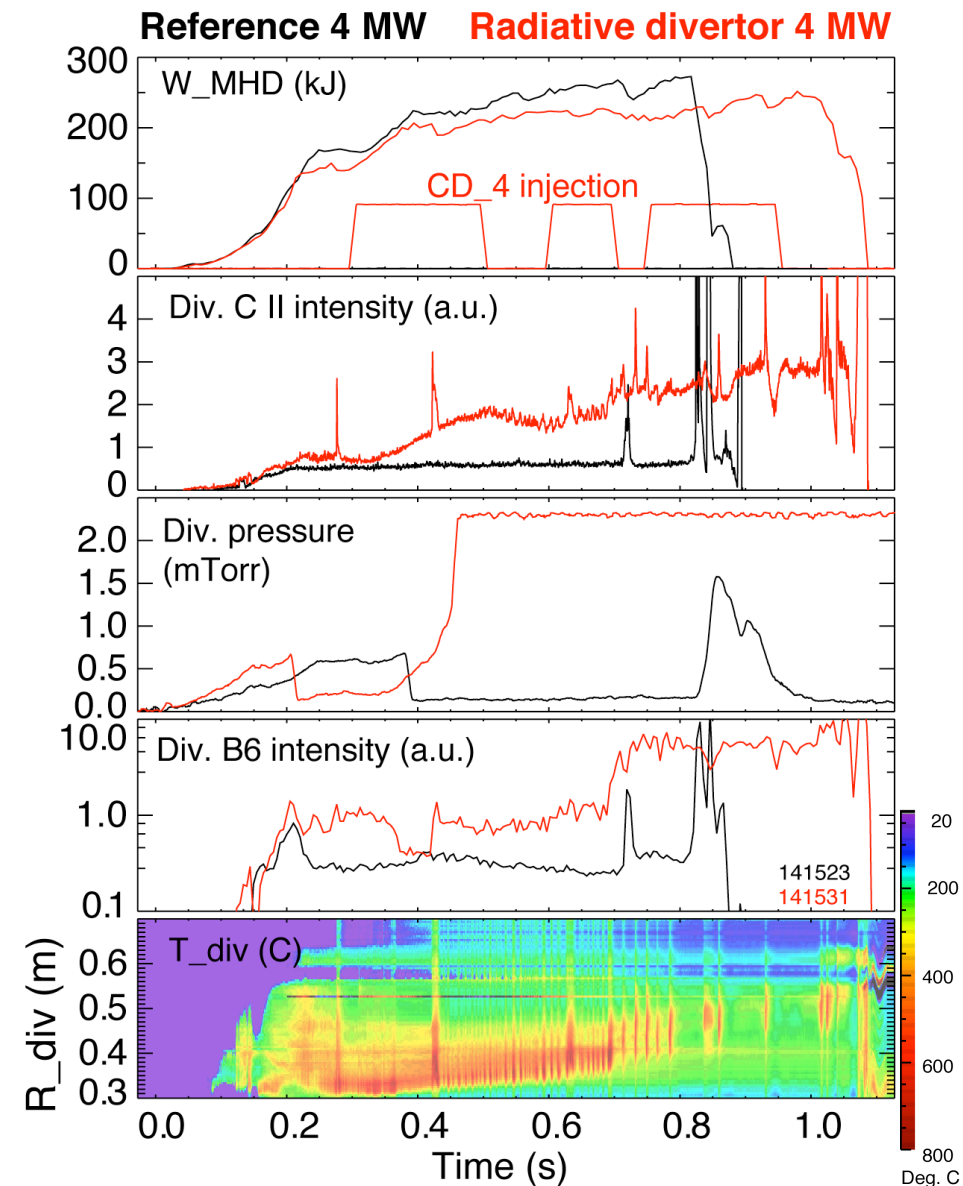 Reference 4 MW Radiative divertor 4 MW
300
W_MHD (kJ)
200
CD_4 injection
100
0
Div. C II intensity (a.u.)
4
3
2
1
0
Div. pressure
(mTorr)
2.0
1.5
1.0
0.5
0.0
10.0
Div. B6 intensity (a.u.)
1.0
141523
141531
0.1
T_div (C)
R_div (m)
0.6
0.5
0.4
0.3
0.0 0.2 0.4 0.6 0.8 1.0
Time (s)
20
200
400
600
800
Deg. C